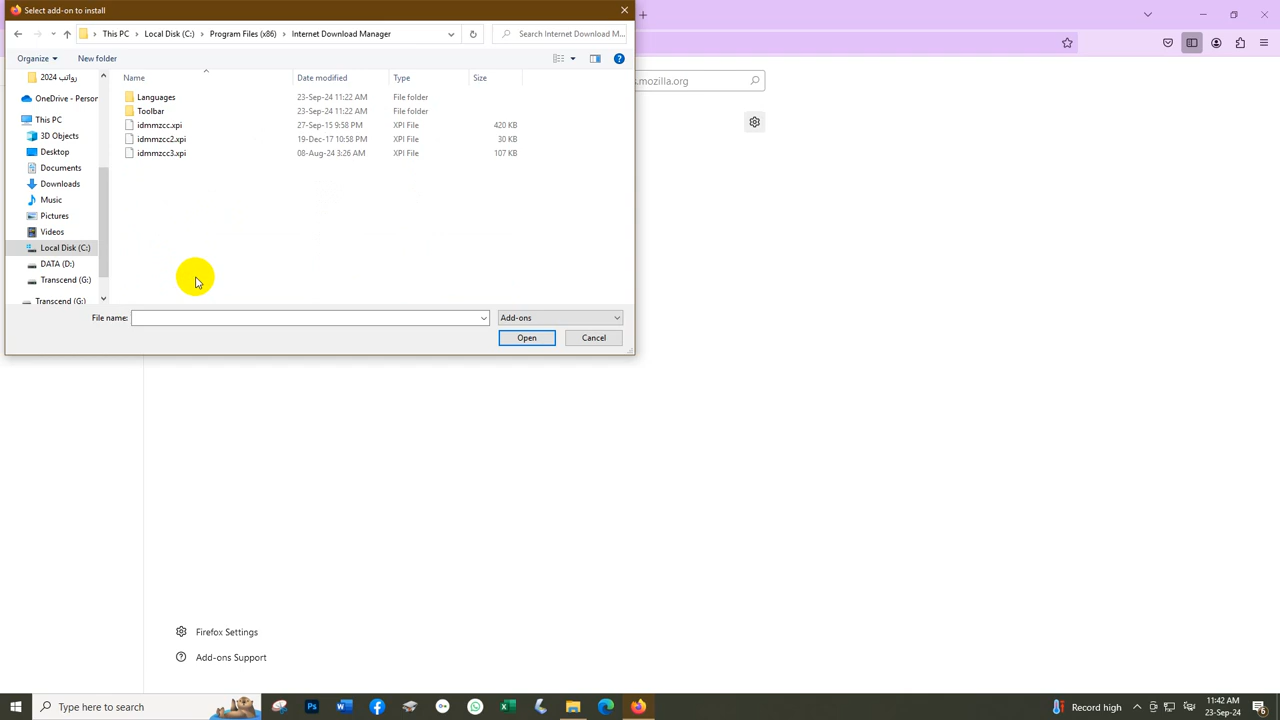 Select add-on to install
This PC
Local Disk (C:)
Program Files (x86)
Internet Download Manager
Search Internet Download M...
Organize
New folder
s.mozilla.org
Name
Date modified
Type
Size
رواتب 2024
OneDrive - Person
This PC
3D Objects
Desktop
Documents
Downloads
Music
Pictures
Videos
Local Disk (C:)
DATA (D:)
Transcend (G:)
Transcend (G:)
Languages 23-Sep-24 11:22 AM File folder
Toolbar 23-Sep-24 11:22 AM File folder
idmmzcc.xpi 27-Sep-15 9:58 PM XPI File 420 KB
idmmzcc2.xpi 19-Dec-17 10:58 PM XPI File 30 KB
idmmzcc3.xpi 08-Aug-24 3:26 AM XPI File 107 KB
File name:
Add-ons
Open
Cancel
Firefox Settings
Add-ons Support
Type here to search
Record high
11:42 AM
23-Sep-24